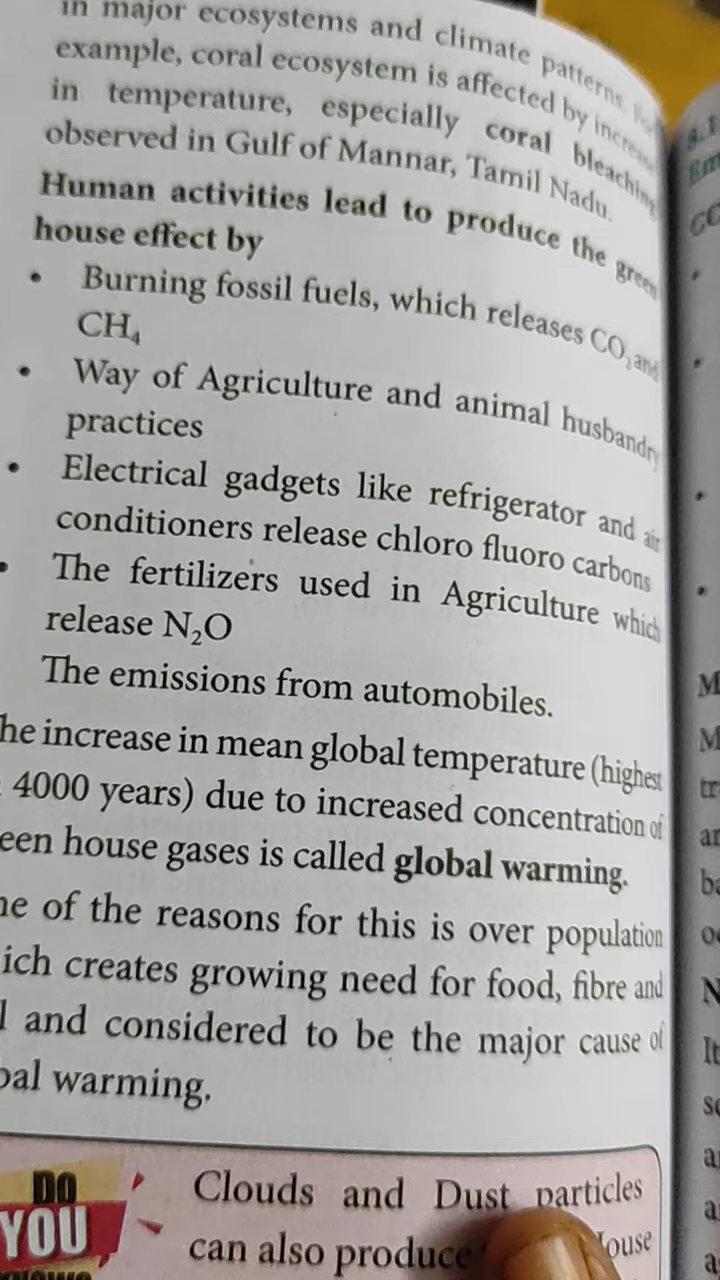 in major ecosystems and climate patterns. For
example, coral ecosystem is affected by increase
in temperature, especially coral bleaching
observed in Gulf of Mannar, Tamil Nadu.
Human activities lead to produce the green
house effect by
• Burning fossil fuels, which releases CO₂ and
CH₄
• Way of Agriculture and animal husbandry
practices
• Electrical gadgets like refrigerator and air
conditioners release chloro fluoro carbons
• The fertilizers used in Agriculture which
release N₂O
The emissions from automobiles.
he increase in mean global temperature (highest
4000 years) due to increased concentration of
een house gases is called global warming.
ne of the reasons for this is over population
ich creates growing need for food, fibre and
l and considered to be the major cause of
bal warming.
DO
YOU
Clouds and Dust particles
can also produce ouse